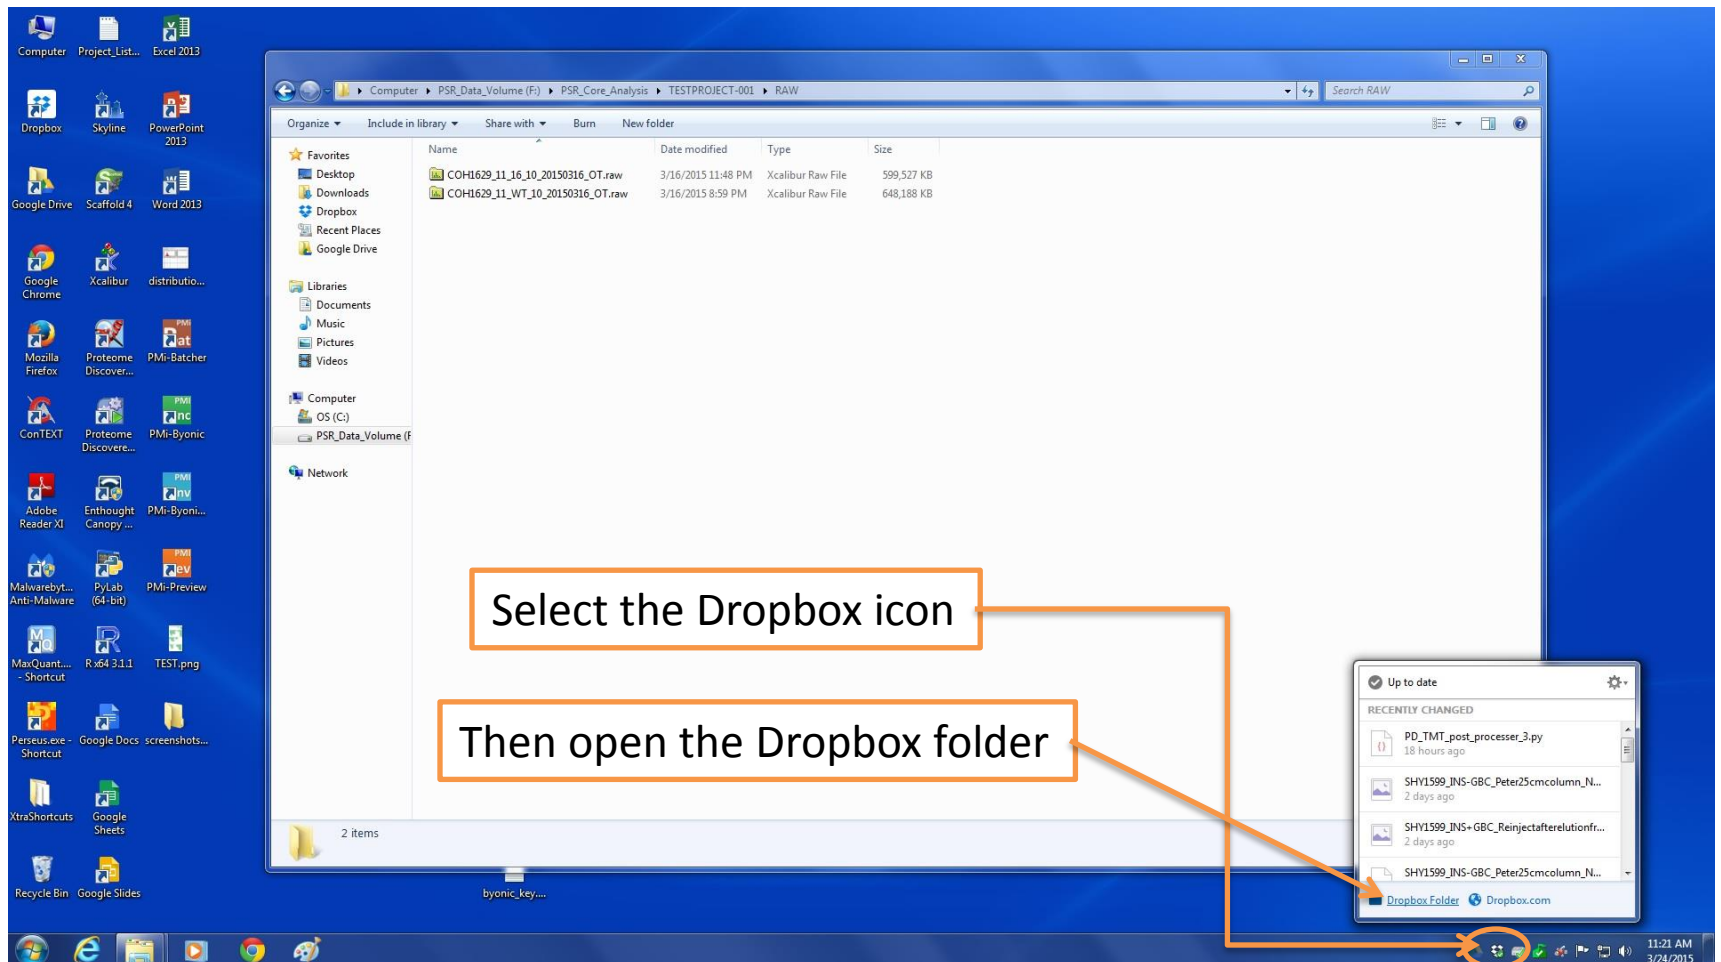 Computer
Project_List...
Excel 2013
Dropbox
Skyline
PowerPoint
2013
Google Drive
Scaffold 4
Word 2013
Google
Chrome
Xcalibur
distributio...
Mozilla
Firefox
Proteome
Discover...
PMi-Batcher
ConTEXT
Proteome
Discovere...
PMi-Byonic
Adobe
Reader XI
Enthought
Canopy ...
PMi-Byoni...
Malwarebyt...
Anti-Malware
PyLab
(64-bit)
PMi-Preview
MaxQuant....
- Shortcut
R x64 3.1.1
TEST.png
Perseus.exe -
Shortcut
Google Docs
screenshots...
XtraShortcuts
Google
Sheets
Recycle Bin
Google Slides
byonic_key....
Computer PSR_Data_Volume (F:) PSR_Core_Analysis TESTPROJECT-001 RAW
Search RAW
Organize Include in library Share with Burn New folder
Favorites
Desktop
Downloads
Dropbox
Recent Places
Google Drive
Libraries
Documents
Music
Pictures
Videos
Computer
OS (C:)
PSR_Data_Volume (F
Network
Name Date modified Type Size
COH1629_11_16_10_20150316_OT.raw 3/16/2015 11:48 PM Xcalibur Raw File 599,527 KB
COH1629_11_WT_10_20150316_OT.raw 3/16/2015 8:59 PM Xcalibur Raw File 648,188 KB
Select the Dropbox icon
Then open the Dropbox folder
2 items
Up to date
RECENTLY CHANGED
PD_TMT_post_processer_3.py
18 hours ago
SHY1599_INS-GBC_Peter25cmcolumn_N...
2 days ago
SHY1599_INS+GBC_Reinjectafterelutionfr...
2 days ago
SHY1599_INS-GBC_Peter25cmcolumn_N...
Dropbox Folder Dropbox.com
11:21 AM
3/24/2015